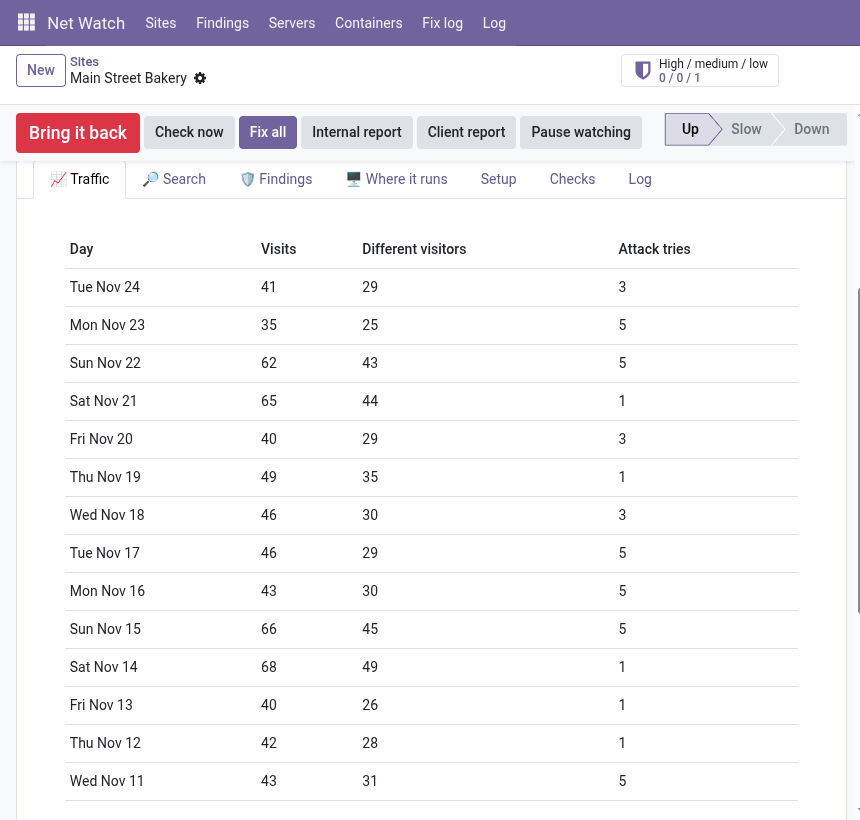 Net Watch Sites Findings Servers Containers Fix log Log
New
Sites
Main Street Bakery
High / medium / low
0 / 0 / 1
Bring it back Check now Fix all Internal report Client report Pause watching Up Slow Down
Traffic Search Findings Where it runs Setup Checks Log
Day Visits Different visitors Attack tries
Tue Nov 24 41 29 3
Mon Nov 23 35 25 5
Sun Nov 22 62 43 5
Sat Nov 21 65 44 1
Fri Nov 20 40 29 3
Thu Nov 19 49 35 1
Wed Nov 18 46 30 3
Tue Nov 17 46 29 5
Mon Nov 16 43 30 5
Sun Nov 15 66 45 5
Sat Nov 14 68 49 1
Fri Nov 13 40 26 1
Thu Nov 12 42 28 1
Wed Nov 11 43 31 5